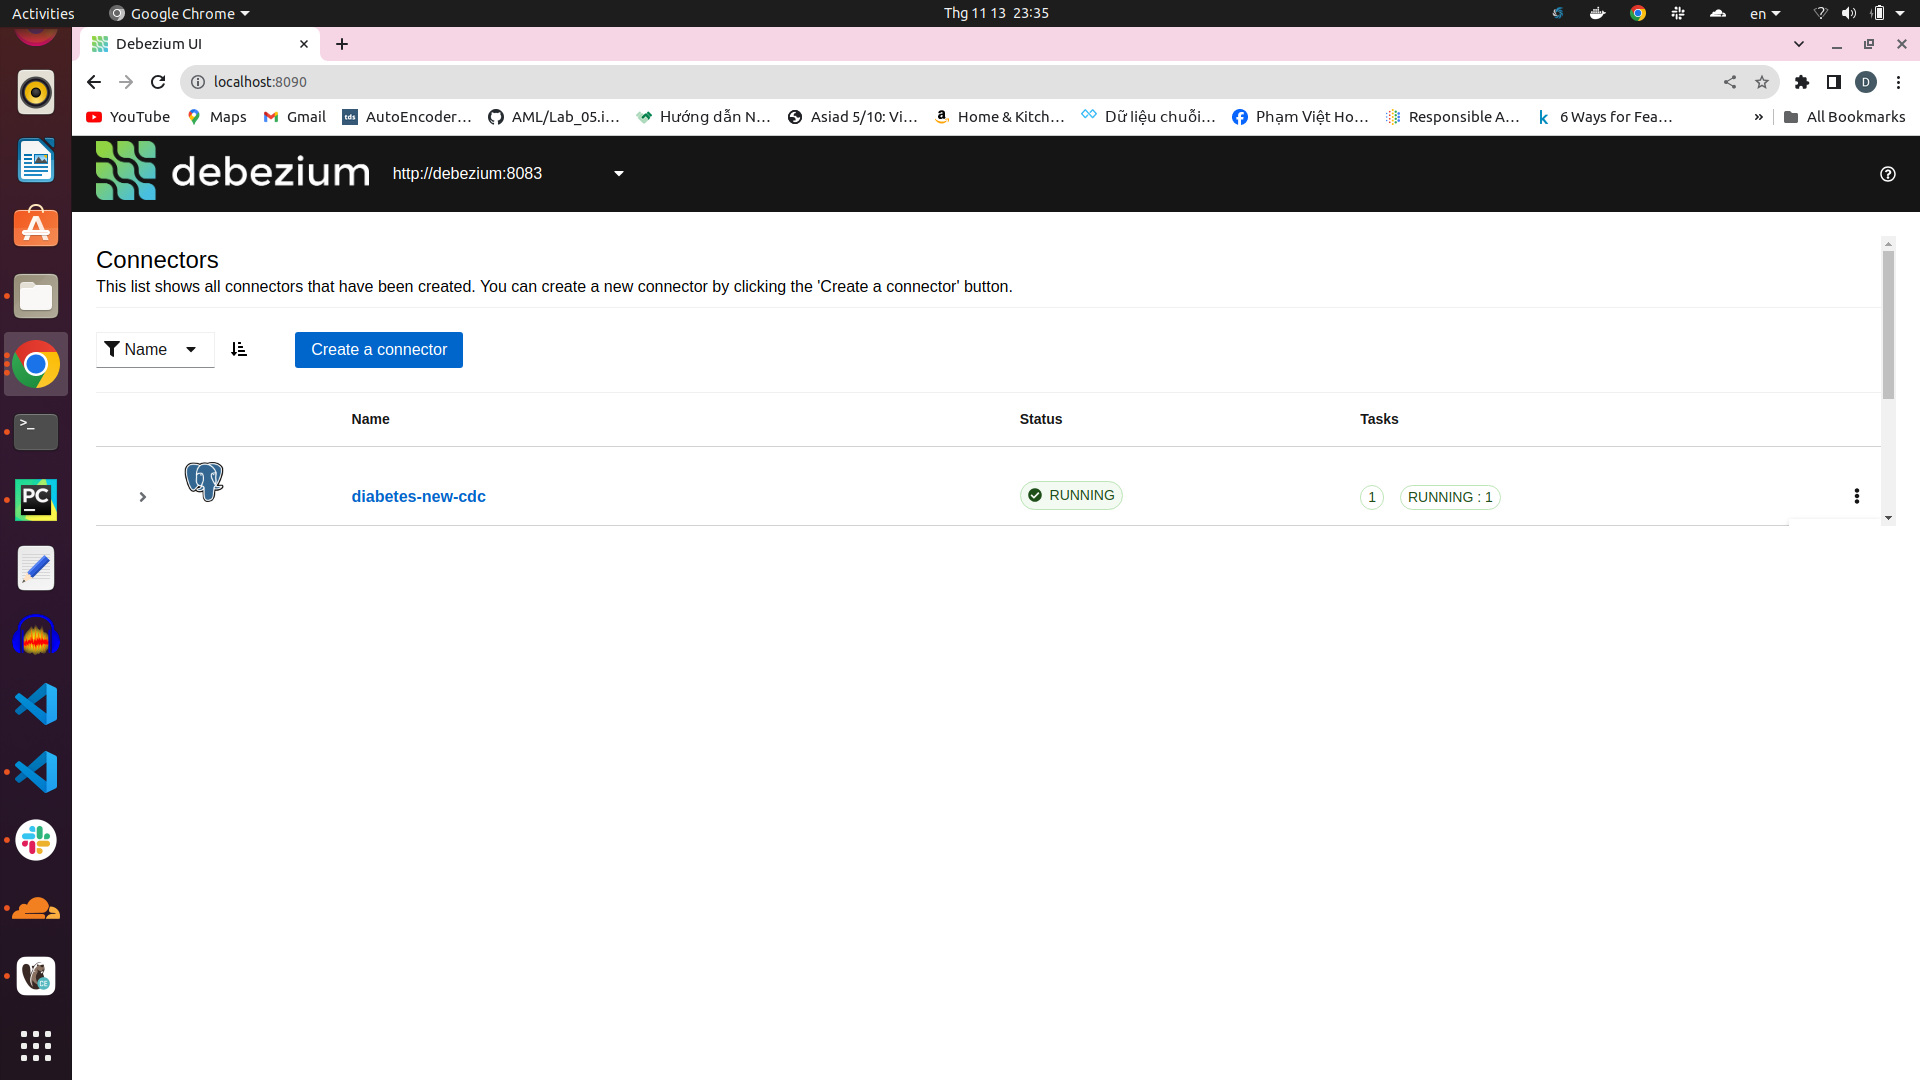 Activities Google Chrome Thg 11 13 23:35 en
Debezium UI
localhost:8090 D
YouTube Maps Gmail tds AutoEncoder… AML/Lab_05.i… Hướng dẫn N… Asiad 5/10: Vi… Home & Kitch… Dữ liệu chuỗi… Phạm Việt Ho… Responsible A… k 6 Ways for Fea… » All Bookmarks
debezium http://debezium:8083
Connectors
This list shows all connectors that have been created. You can create a new connector by clicking the 'Create a connector' button.
Name Create a connector
Name Status Tasks
diabetes-new-cdc RUNNING 1 RUNNING : 1
>_
PC
CE